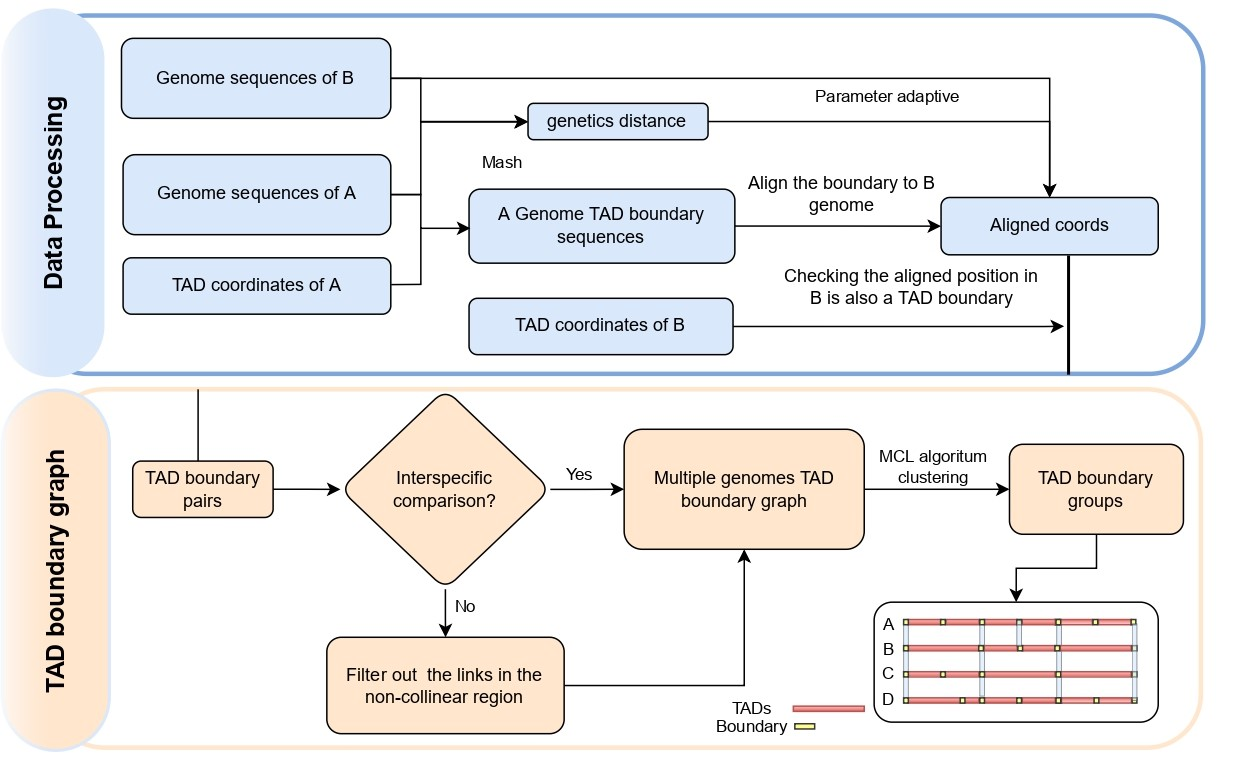 Data Processing
Genome sequences of B
Parameter adaptive
genetics distance
Mash
Genome sequences of A
A Genome TAD boundary
sequences
Align the boundary to B
genome
Aligned coords
TAD coordinates of A
Checking the aligned position in
B is also a TAD boundary
TAD coordinates of B
TAD boundary graph
TAD boundary
pairs
Interspecific
comparison?
Yes
Multiple genomes TAD
boundary graph
MCL algoritum
clustering
TAD boundary
groups
No
Filter out the links in the
non-collinear region
A
B
C
D
TADs
Boundary